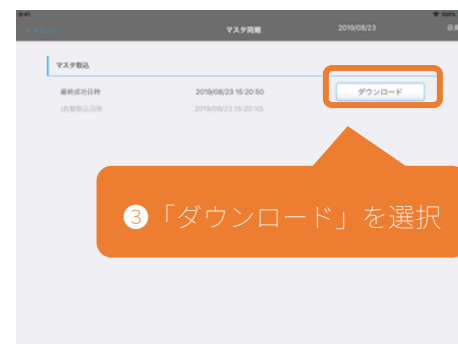 マスタ同期
2019/08/23
100%
マスタ取込
最終成功日時 2019/08/23 15:20:50 ダウンロード
(自動取込日時 2019/08/23 15:20:10)
❸「ダウンロード」を選択